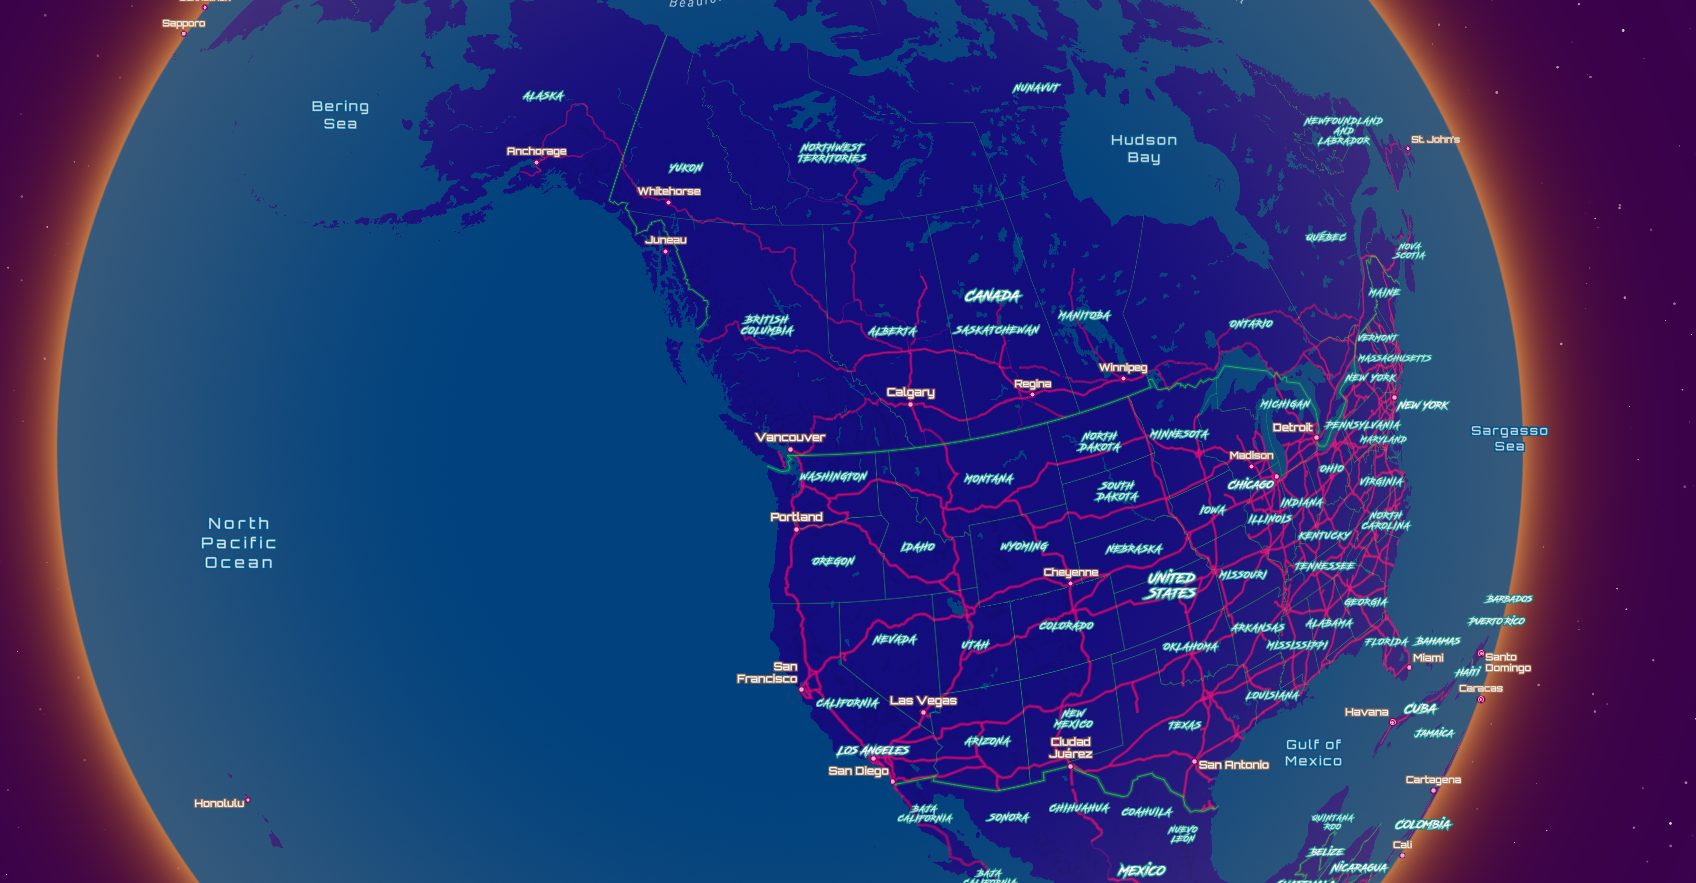 Sapporo
Beaufor
Bering
Sea
ALASKA
Anchorage
YUKON
Whitehorse
Juneau
NORTHWEST
TERRITORIES
NUNAVUT
Hudson
Bay
NEWFOUNDLAND
AND
LABRADOR
St. John's
QUÉBEC
NOVA
SCOTIA
MAINE
CANADA
BRITISH
COLUMBIA
ALBERTA
SASKATCHEWAN
MANITOBA
ONTARIO
VERMONT
MASSACHUSETTS
NEW YORK
Winnipeg
Regina
Calgary
MICHIGAN
NEW YORK
Detroit
PENNSYLVANIA
MARYLAND
Sargasso
Sea
Vancouver
NORTH
DAKOTA
MINNESOTA
Madison
WASHINGTON
MONTANA
SOUTH
DAKOTA
CHICAGO
OHIO
VIRGINIA
INDIANA
IOWA
ILLINOIS
NORTH
CAROLINA
Portland
KENTUCKY
North
Pacific
Ocean
OREGON
IDAHO
WYOMING
NEBRASKA
Cheyenne
UNITED
STATES
MISSOURI
TENNESSEE
GEORGIA
BARBADOS
PUERTO RICO
NEVADA
UTAH
COLORADO
ARKANSAS
ALABAMA
OKLAHOMA
MISSISSIPPI
FLORIDA
BAHAMAS
Miami
Santo
Domingo
HAITI
Caracas
San
Francisco
CALIFORNIA
Las Vegas
LOUISIANA
Havana
CUBA
NEW
MEXICO
TEXAS
JAMAICA
ARIZONA
Ciudad
Juárez
LOS ANGELES
San Diego
San Antonio
Gulf of
Mexico
Cartagena
Honolulu
BAJA
CALIFORNIA
SONORA
CHIHUAHUA
COAHUILA
NUEVO
LEÓN
QUINTANA
ROO
COLOMBIA
Cali
BELIZE
NICARAGUA
MEXICO
BAJA
CALIFORNIA
GUATEMALA